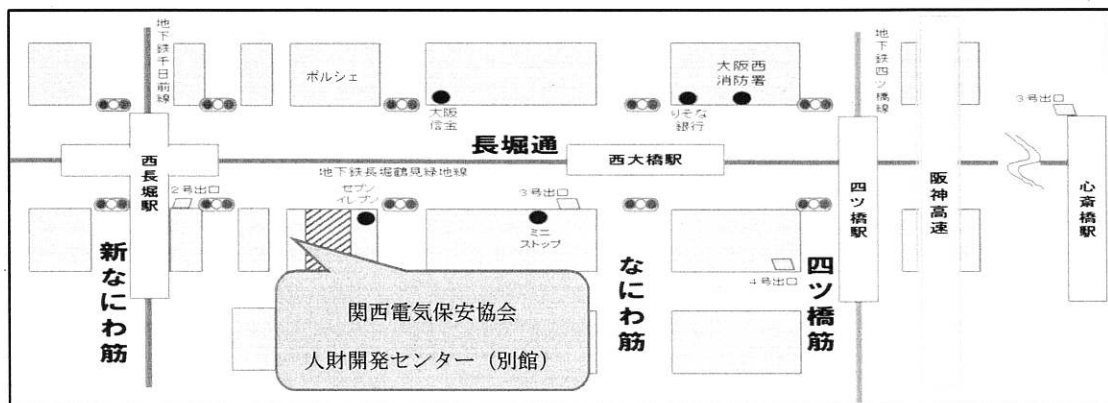 地下鉄千日前線
ポルシェ
大阪
信金
りそな
銀行
大阪西
消防署
地下鉄四ツ橋線
3号出口
長堀通
西長堀駅
西大橋駅
四ツ橋駅
阪神高速
心斎橋駅
地下鉄長堀鶴見緑地線
2号出口
セブン
イレブン
3号出口
ミニ
ストップ
4号出口
新なにわ筋
なにわ筋
四ツ橋筋
関西電気保安協会
人財開発センター（別館）